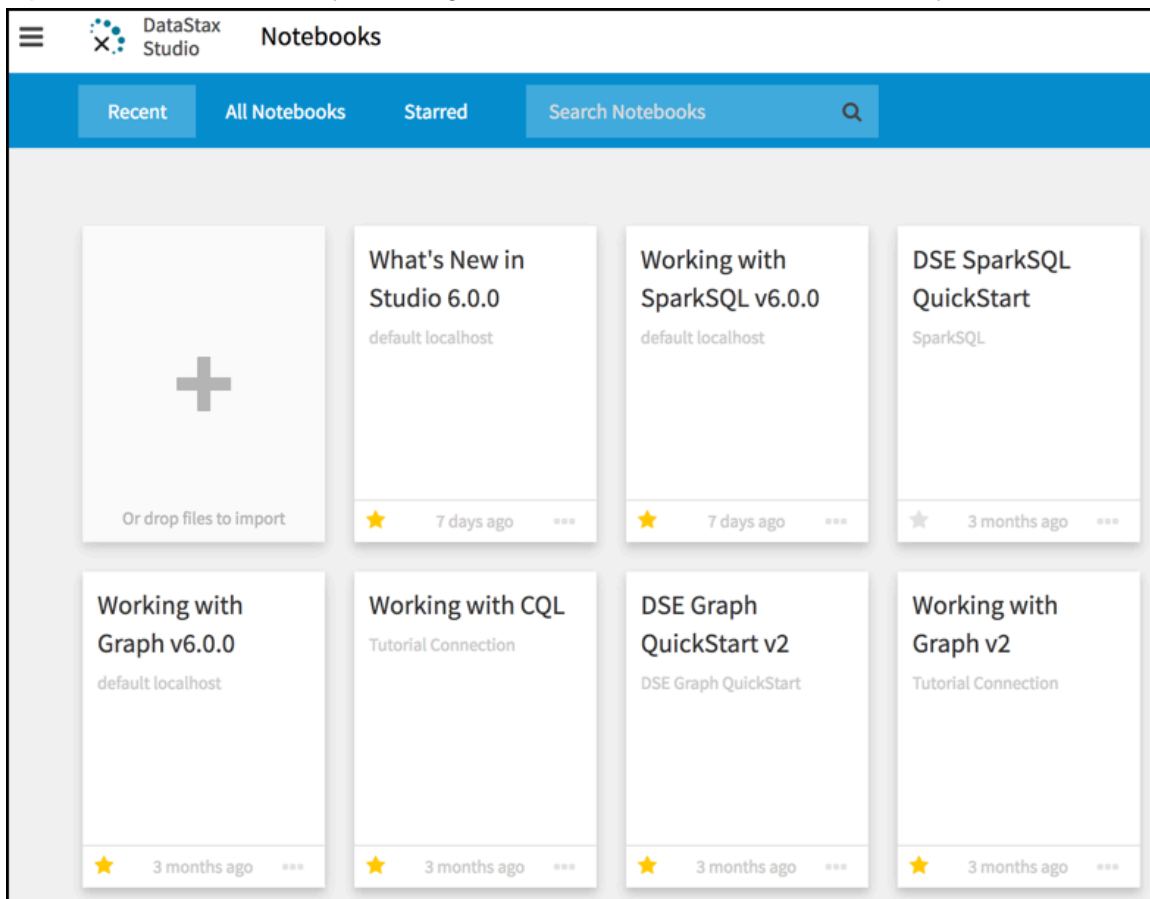 DataStax
Studio
Notebooks
Recent
All Notebooks
Starred
Search Notebooks
Or drop files to import
What's New in
Studio 6.0.0
default localhost
7 days ago
Working with
SparkSQL v6.0.0
default localhost
7 days ago
DSE SparkSQL
QuickStart
SparkSQL
3 months ago
Working with
Graph v6.0.0
default localhost
3 months ago
Working with CQL
Tutorial Connection
3 months ago
DSE Graph
QuickStart v2
DSE Graph QuickStart
3 months ago
Working with
Graph v2
Tutorial Connection
3 months ago